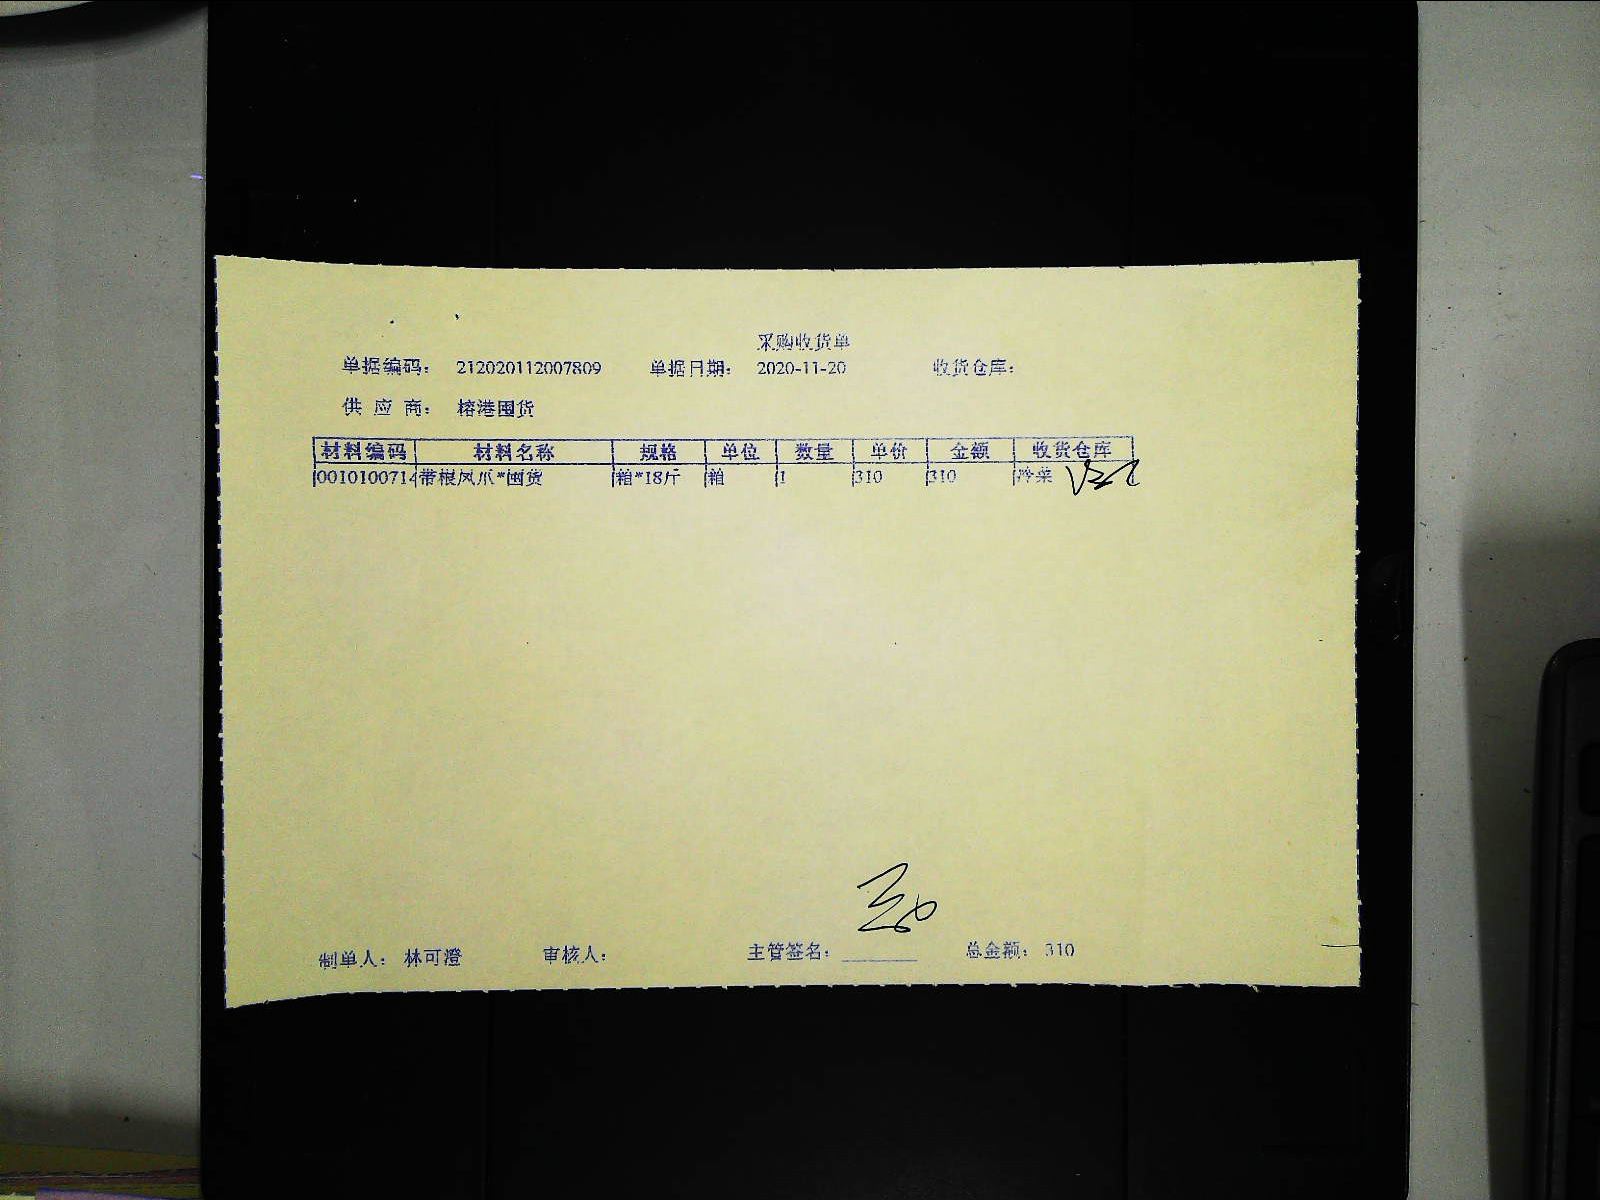 采购收货单
单据编码： 212020112007809 单据日期： 2020-11-20 收货仓库：
供 应 商： 榕港囤货
材料编码 材料名称 规格 单位 数量 单价 金额 收货仓库
0010100714 带根凤爪*囤货 箱*18斤 箱 1 310 310 冷菜
制单人： 林可澄 审核人： 主管签名： 总金额： 310